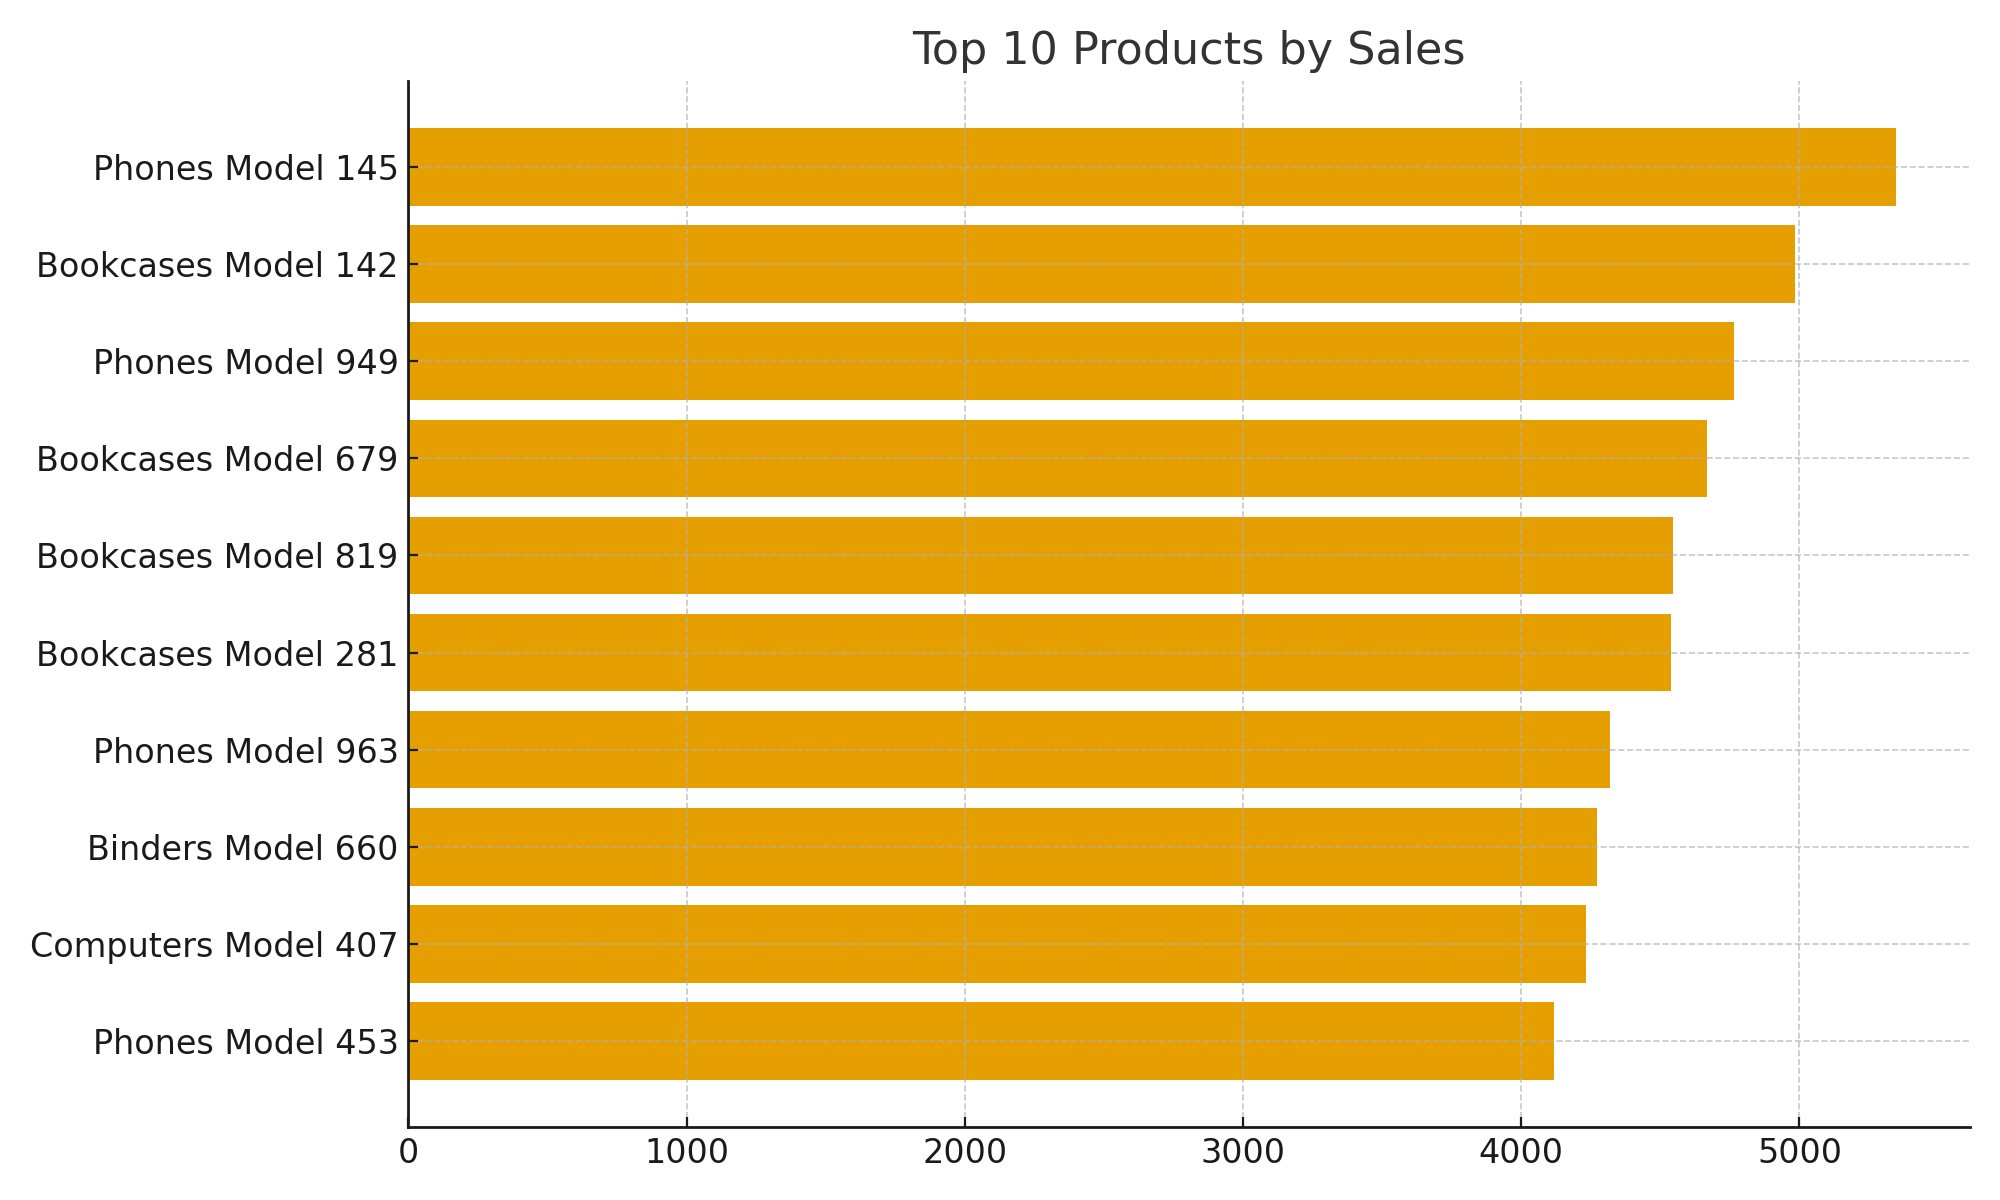 Top 10 Products by Sales
Phones Model 145
Bookcases Model 142
Phones Model 949
Bookcases Model 679
Bookcases Model 819
Bookcases Model 281
Phones Model 963
Binders Model 660
Computers Model 407
Phones Model 453
0 1000 2000 3000 4000 5000